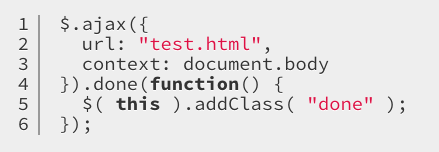 1 $.ajax({
2   url: "test.html",
3   context: document.body
4 }).done(function() {
5   $( this ).addClass( "done" );
6 });